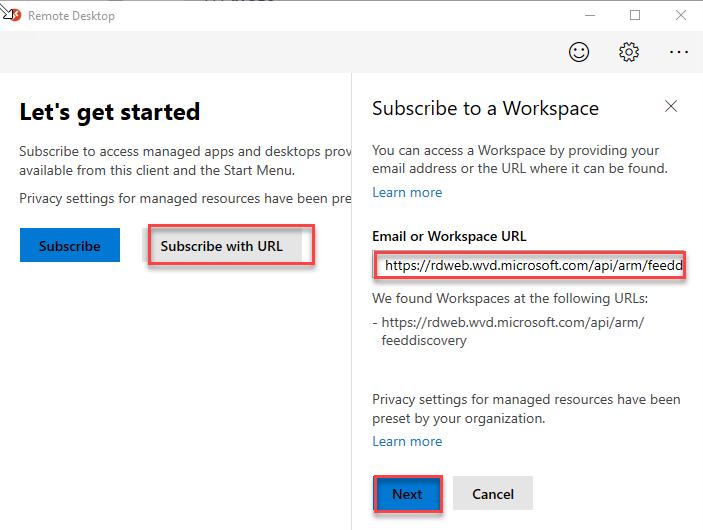 Remote Desktop
Let's get started
Subscribe to access managed apps and desktops prov
available from this client and the Start Menu.
Privacy settings for managed resources have been pre
Subscribe
Subscribe with URL
Subscribe to a Workspace
You can access a Workspace by providing your
email address or the URL where it can be found.
Learn more
Email or Workspace URL
https://rdweb.wvd.microsoft.com/api/arm/feedd
We found Workspaces at the following URLs:
- https://rdweb.wvd.microsoft.com/api/arm/
feeddiscovery
Privacy settings for managed resources have been
preset by your organization.
Learn more
Next
Cancel